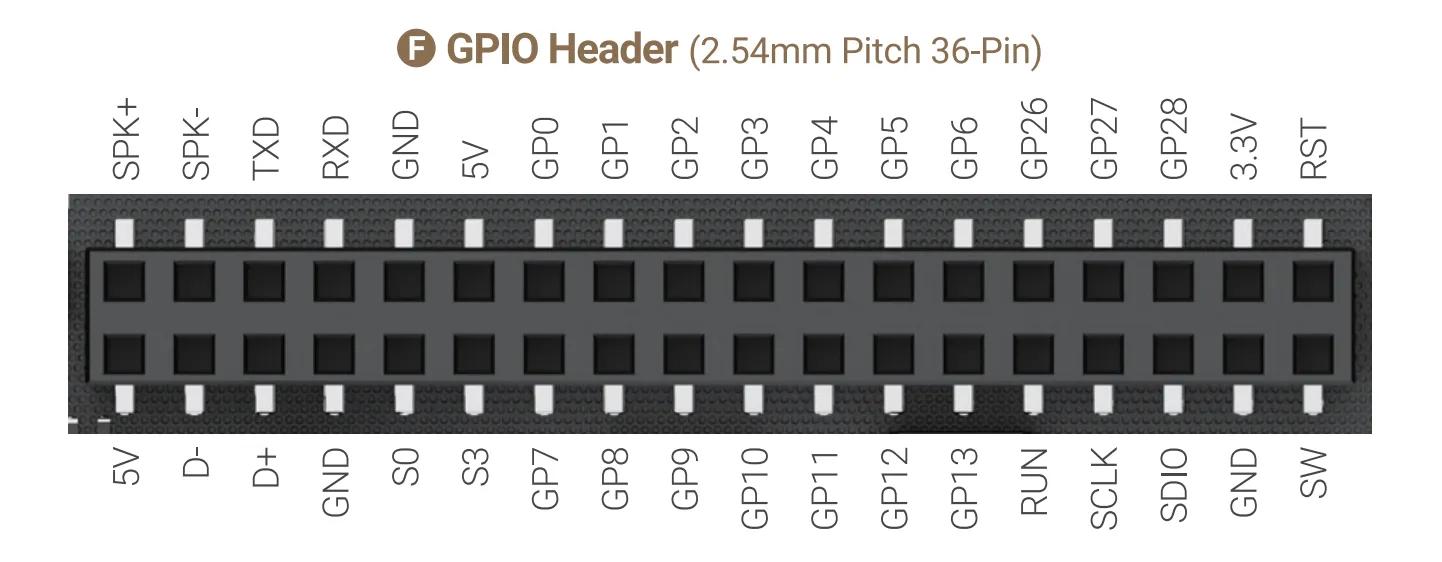 F GPIO Header (2.54mm Pitch 36-Pin)
SPK+ SPK- TXD RXD GND 5V GP0 GP1 GP2 GP3 GP4 GP5 GP6 GP26 GP27 GP28 3.3V RST
5V D- D+ GND S0 S3 GP7 GP8 GP9 GP10 GP11 GP12 GP13 RUN SCLK SDIO GND SW